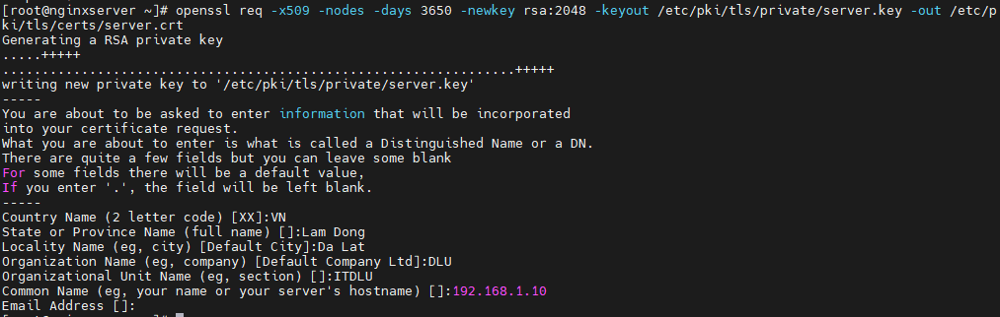 [root@nginxserver ~]# openssl req -x509 -nodes -days 3650 -newkey rsa:2048 -keyout /etc/pki/tls/private/server.key -out /etc/p
ki/tls/certs/server.crt
Generating a RSA private key
.....+++++
.................................................................+++++
writing new private key to '/etc/pki/tls/private/server.key'
-----
You are about to be asked to enter information that will be incorporated
into your certificate request.
What you are about to enter is what is called a Distinguished Name or a DN.
There are quite a few fields but you can leave some blank
For some fields there will be a default value,
If you enter '.', the field will be left blank.
-----
Country Name (2 letter code) [XX]:VN
State or Province Name (full name) []:Lam Dong
Locality Name (eg, city) [Default City]:Da Lat
Organization Name (eg, company) [Default Company Ltd]:DLU
Organizational Unit Name (eg, section) []:ITDLU
Common Name (eg, your name or your server's hostname) []:192.168.1.10
Email Address []: